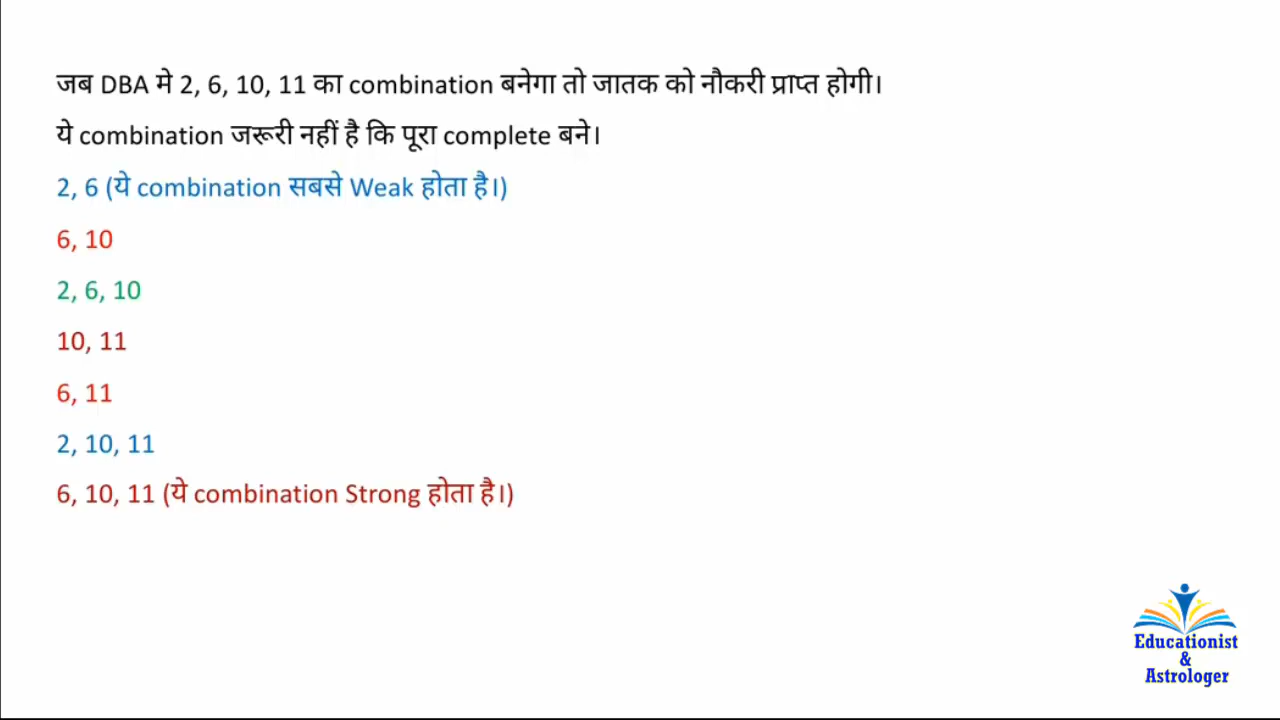 जब DBA मे 2, 6, 10, 11 का combination बनेगा तो जातक को नौकरी प्राप्त होगी।
ये combination जरूरी नहीं है कि पूरा complete बने।
2, 6 (ये combination सबसे Weak होता है।)
6, 10
2, 6, 10
10, 11
6, 11
2, 10, 11
6, 10, 11 (ये combination Strong होता है।)
Educationist
&
Astrologer